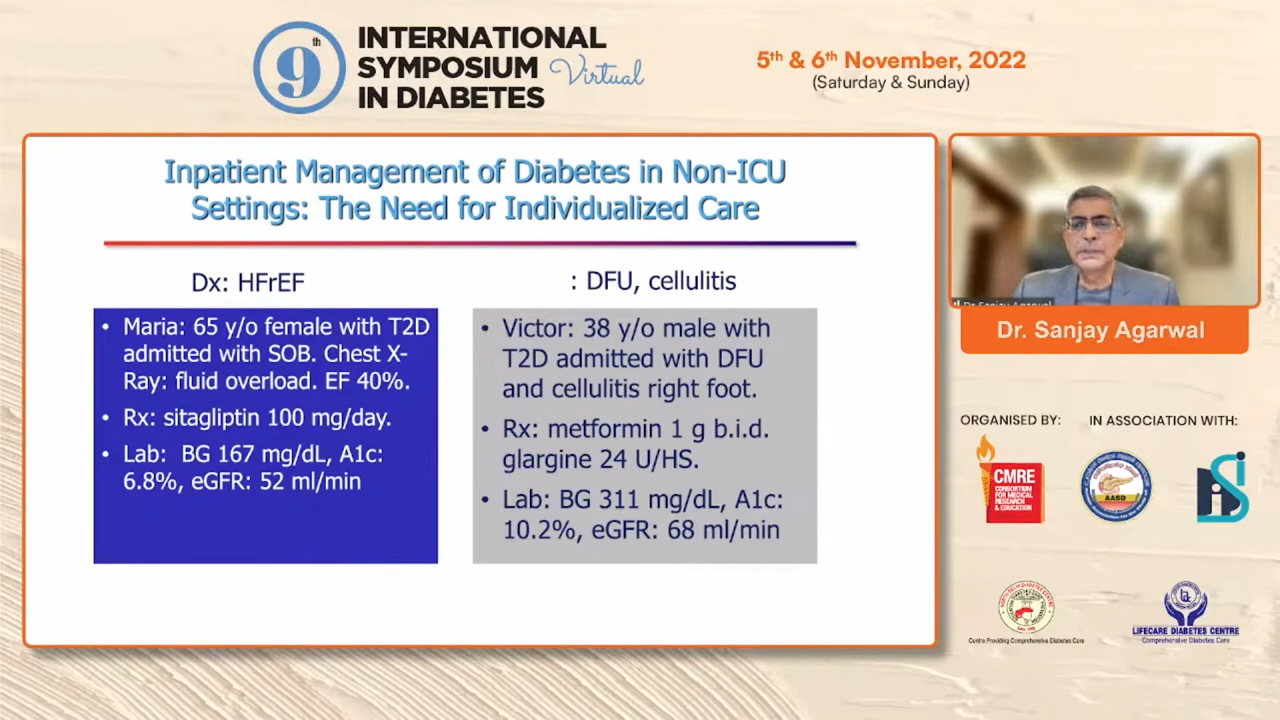 9th
INTERNATIONAL
SYMPOSIUM Virtual
IN DIABETES
5th & 6th November, 2022
(Saturday & Sunday)
Inpatient Management of Diabetes in Non-ICU
Settings: The Need for Individualized Care
Dx: HFrEF
• Maria: 65 y/o female with T2D
admitted with SOB. Chest X-
Ray: fluid overload. EF 40%.
• Rx: sitagliptin 100 mg/day.
• Lab: BG 167 mg/dL, A1c:
6.8%, eGFR: 52 ml/min
: DFU, cellulitis
• Victor: 38 y/o male with
T2D admitted with DFU
and cellulitis right foot.
• Rx: metformin 1 g b.i.d.
glargine 24 U/HS.
• Lab: BG 311 mg/dL, A1c:
10.2%, eGFR: 68 ml/min
Dr Sanjay Agarwal
Dr. Sanjay Agarwal
ORGANISED BY:
IN ASSOCIATION WITH:
CMRE
CONSORTIUM
FOR MEDICAL
RESEARCH
& EDUCATION
AASD
Centre Providing Comprehensive Diabetes Care
LIFECARE DIABETES CENTRE
Comprehensive Diabetes Care